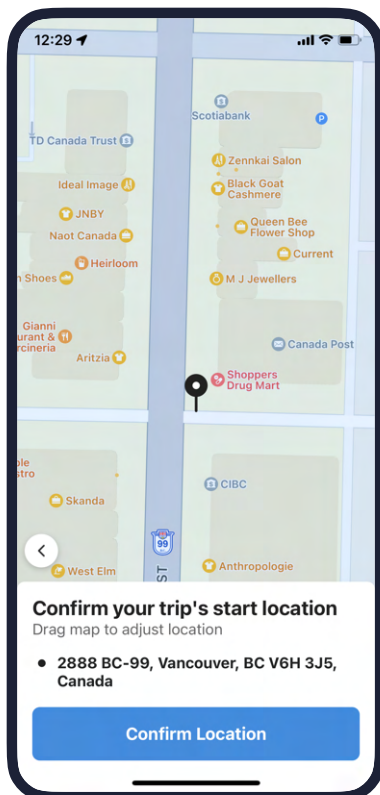 12:29
Scotiabank
P
TD Canada Trust
Zennkai Salon
Ideal Image
Black Goat
Cashmere
JNBY
Queen Bee
Flower Shop
Naot Canada
Current
Heirloom
n Shoes
M J Jewellers
Gianni
urant &
rcineria
Canada Post
Aritzia
Shoppers
Drug Mart
ple
stro
CIBC
Skanda
99
ST
West Elm
Anthropologie
Confirm your trip's start location
Drag map to adjust location
2888 BC-99, Vancouver, BC V6H 3J5,
Canada
Confirm Location